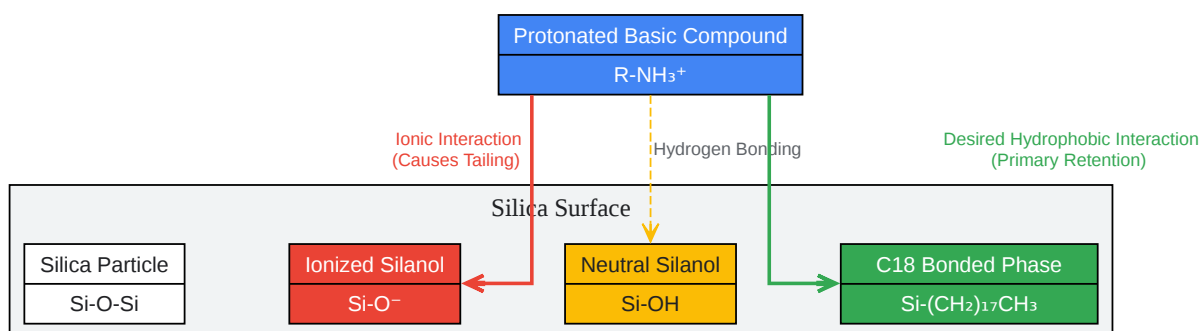 Protonated Basic Compound
R-NH₃⁺
Ionic Interaction
(Causes Tailing)
Hydrogen Bonding
Desired Hydrophobic Interaction
(Primary Retention)
Silica Surface
Silica Particle
Si-O-Si
Ionized Silanol
Si-O⁻
Neutral Silanol
Si-OH
C18 Bonded Phase
Si-(CH₂)₁₇CH₃